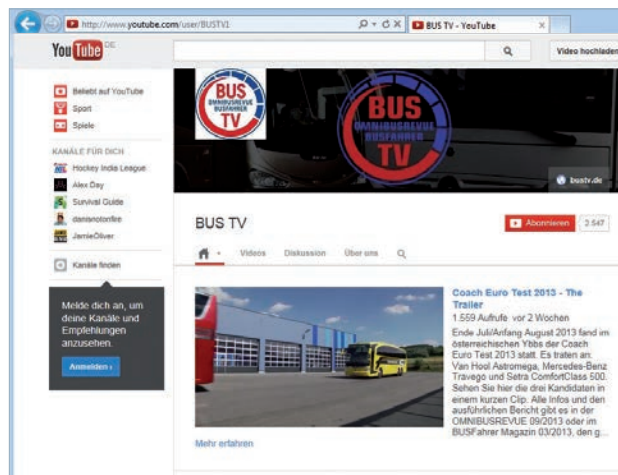 http://www.youtube.com/user/BUSTV1
BUS TV - YouTube
YouTube DE
Video hochladen
Beliebt auf YouTube
Sport
Spiele
KANÄLE FÜR DICH
Hockey India League
Alex Day
Survival Guide
danisnotonfire
JamieOliver
Kanäle finden
Melde dich an, um
deine Kanäle und
Empfehlungen
anzusehen.
Anmelden ›
BUS
OMNIBUSREVUE
BUSFAHRER
TV
BUS
OMNIBUSREVUE
BUSFAHRER
TV
bustv.de
BUS TV
Abonnieren
2.547
Videos
Diskussion
Über uns
Coach Euro Test 2013 - The
Trailer
1.559 Aufrufe vor 2 Wochen
Ende Juli/Anfang August 2013 fand im
österreichischen Ybbs der Coach
Euro Test 2013 statt. Es traten an:
Van Hool Astromega, Mercedes-Benz
Travego und Setra ComfortClass 500.
Sehen Sie hier die drei Kandidaten in
einem kurzen Clip. Alle Infos und den
ausführlichen Bericht gibt es in der
OMNIBUSREVUE 09/2013 oder im
BUSFahrer Magazin 03/2013, den g...
Mehr erfahren